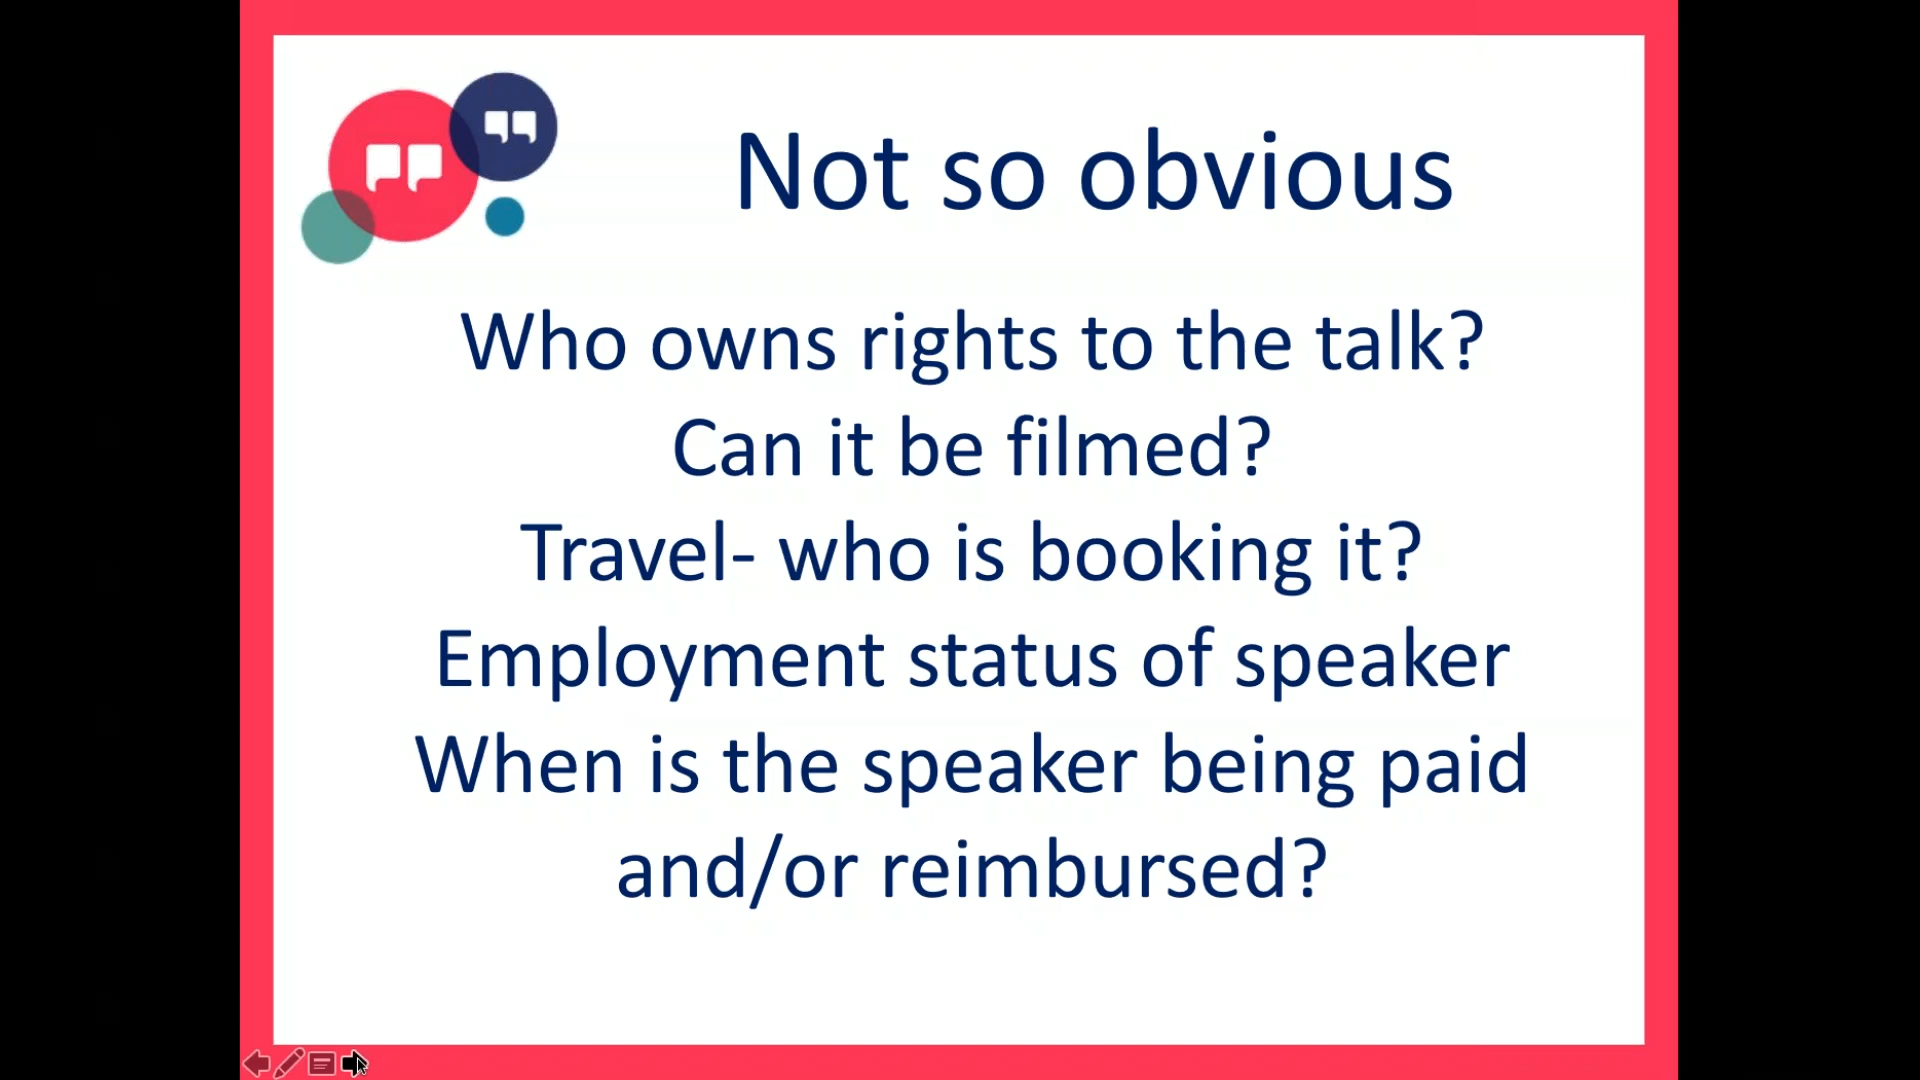 Not so obvious
Who owns rights to the talk?
Can it be filmed?
Travel- who is booking it?
Employment status of speaker
When is the speaker being paid
and/or reimbursed?